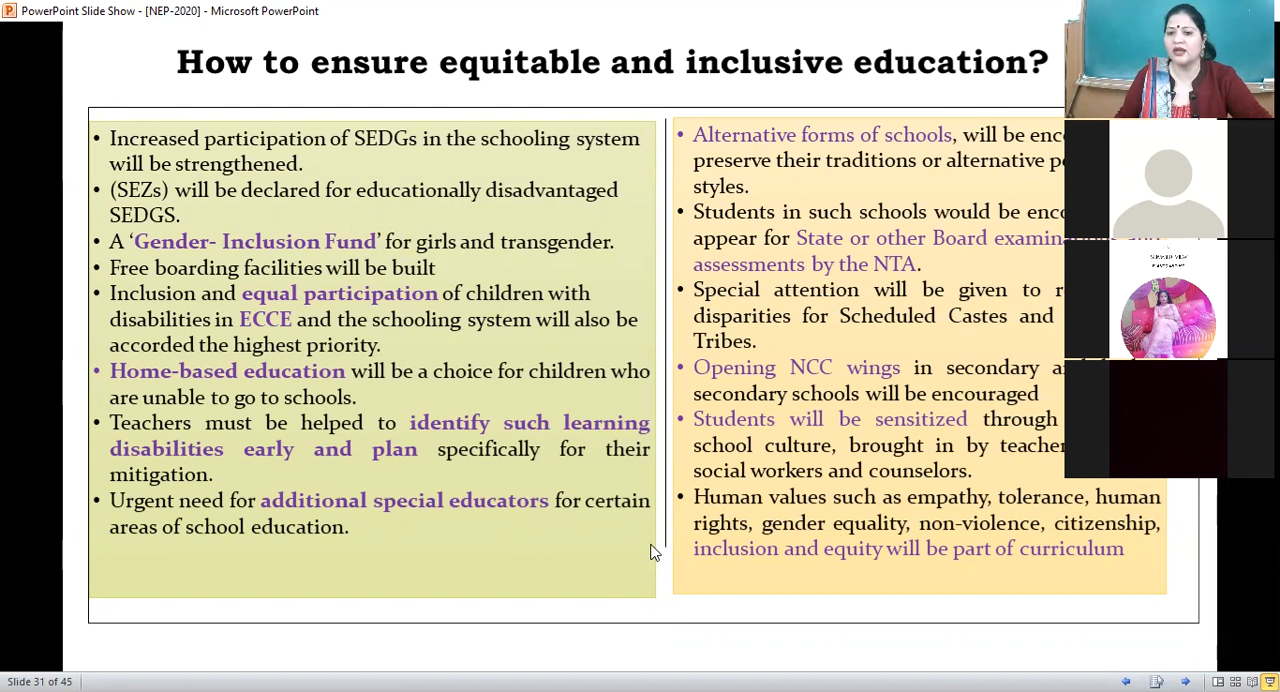 PowerPoint Slide Show - [NEP-2020] - Microsoft PowerPoint
How to ensure equitable and inclusive education?
• Increased participation of SEDGs in the schooling system
will be strengthened.
• (SEZs) will be declared for educationally disadvantaged
SEDGS.
• A ‘Gender- Inclusion Fund’ for girls and transgender.
• Free boarding facilities will be built
• Inclusion and equal participation of children with
disabilities in ECCE and the schooling system will also be
accorded the highest priority.
• Home-based education will be a choice for children who
are unable to go to schools.
• Teachers must be helped to identify such learning
disabilities early and plan specifically for their
mitigation.
• Urgent need for additional special educators for certain
areas of school education.
• Alternative forms of schools, will be
preserve their traditions or alternative
styles.
• Students in such schools would be
appear for State or other Board
assessments by the NTA.
• Special attention will be given to
disparities for Scheduled Castes and
Tribes.
• Opening NCC wings in secondary
secondary schools will be encouraged
• Students will be sensitized through
school culture, brought in by
social workers and counselors.
• Human values such as empathy, tolerance, human
rights, gender equality, non-violence, citizenship,
inclusion and equity will be part of curriculum
Slide 31 of 45